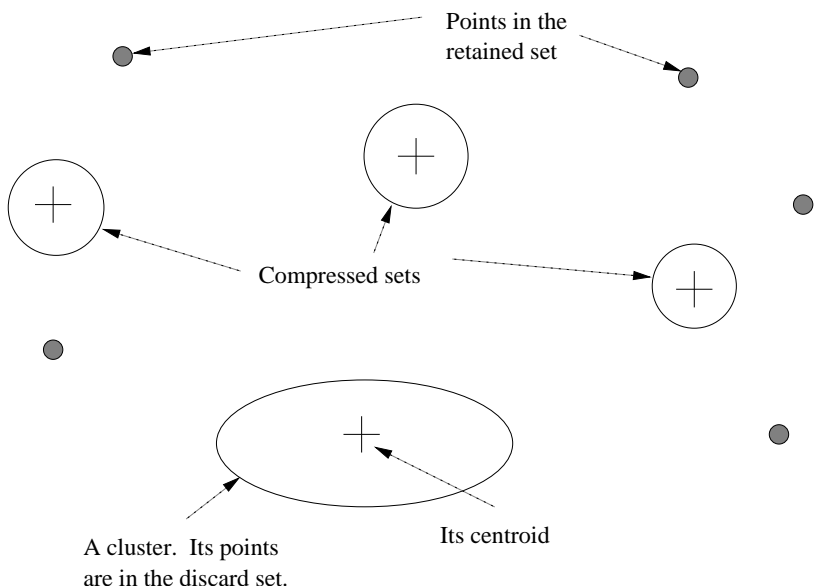 Points in the
retained set
Compressed sets
Its centroid
A cluster.  Its points
are in the discard set.